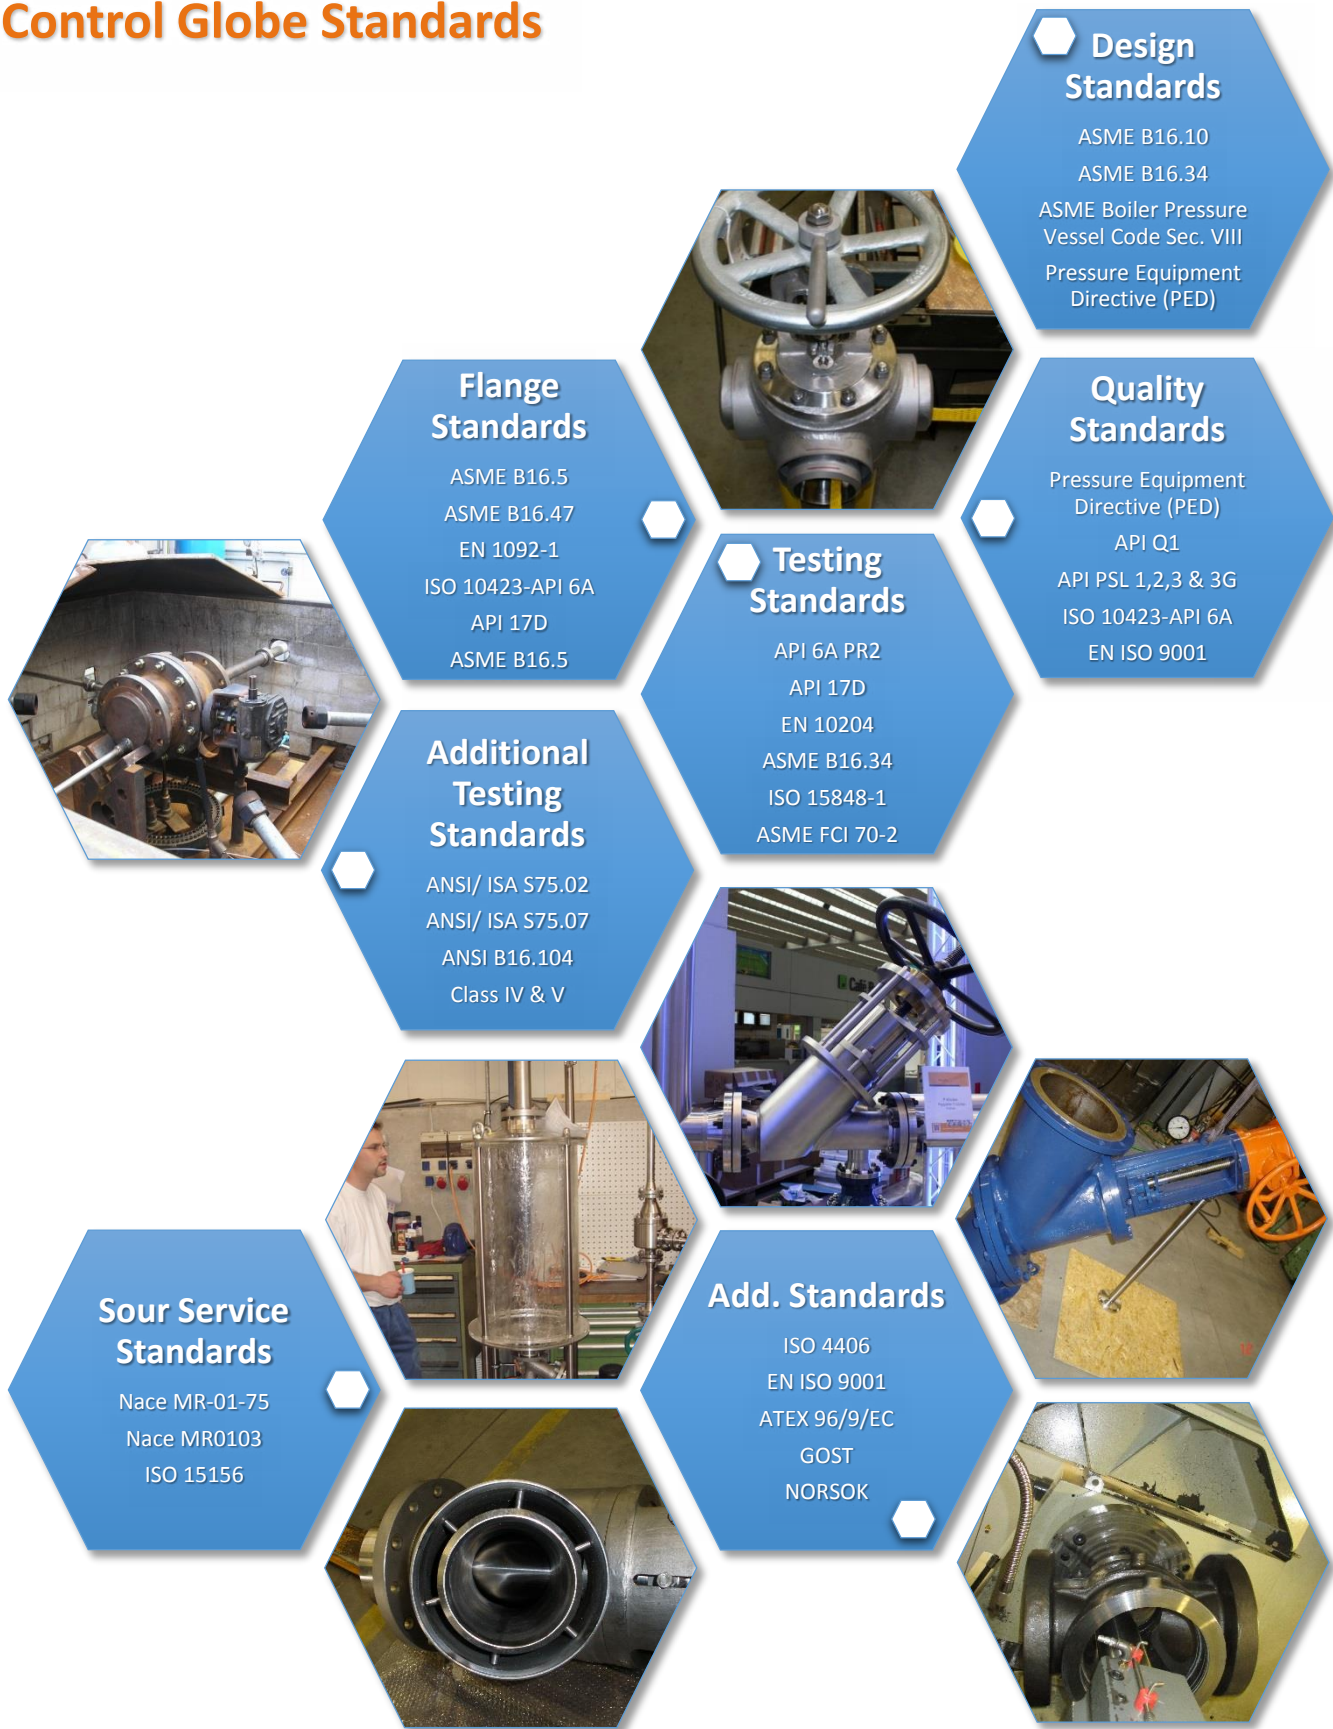 Control Globe Standards
Design
Standards
ASME B16.10
ASME B16.34
ASME Boiler Pressure
Vessel Code Sec. VIII
Pressure Equipment
Directive (PED)
Flange
Standards
ASME B16.5
ASME B16.47
EN 1092-1
ISO 10423-API 6A
API 17D
ASME B16.5
Quality
Standards
Pressure Equipment
Directive (PED)
API Q1
API PSL 1,2,3 & 3G
ISO 10423-API 6A
EN ISO 9001
Testing
Standards
API 6A PR2
API 17D
EN 10204
ASME B16.34
ISO 15848-1
ASME FCI 70-2
Additional
Testing
Standards
ANSI/ ISA S75.02
ANSI/ ISA S75.07
ANSI B16.104
Class IV & V
Café
Sour Service
Standards
Nace MR-01-75
Nace MR0103
ISO 15156
Add. Standards
ISO 4406
EN ISO 9001
ATEX 96/9/EC
GOST
NORSOK